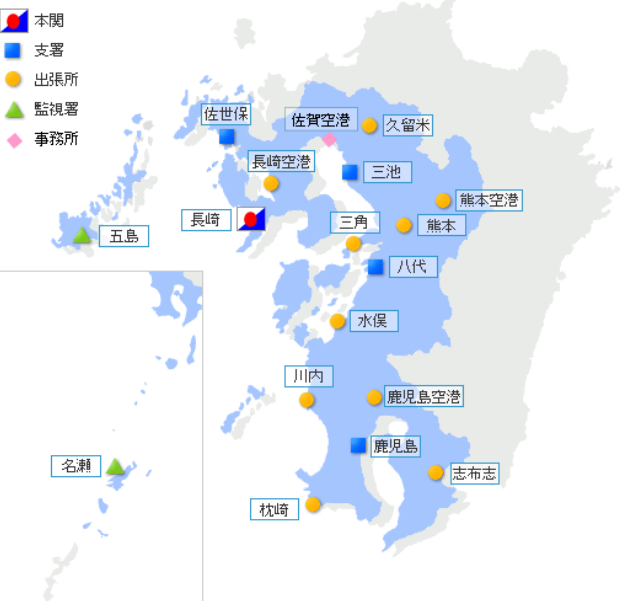 本関
支署
出張所
監視署
事務所
佐世保
佐賀空港
久留米
長崎空港
三池
熊本空港
長崎
三角
熊本
五島
八代
水俣
川内
鹿児島空港
鹿児島
名瀬
志布志
枕崎